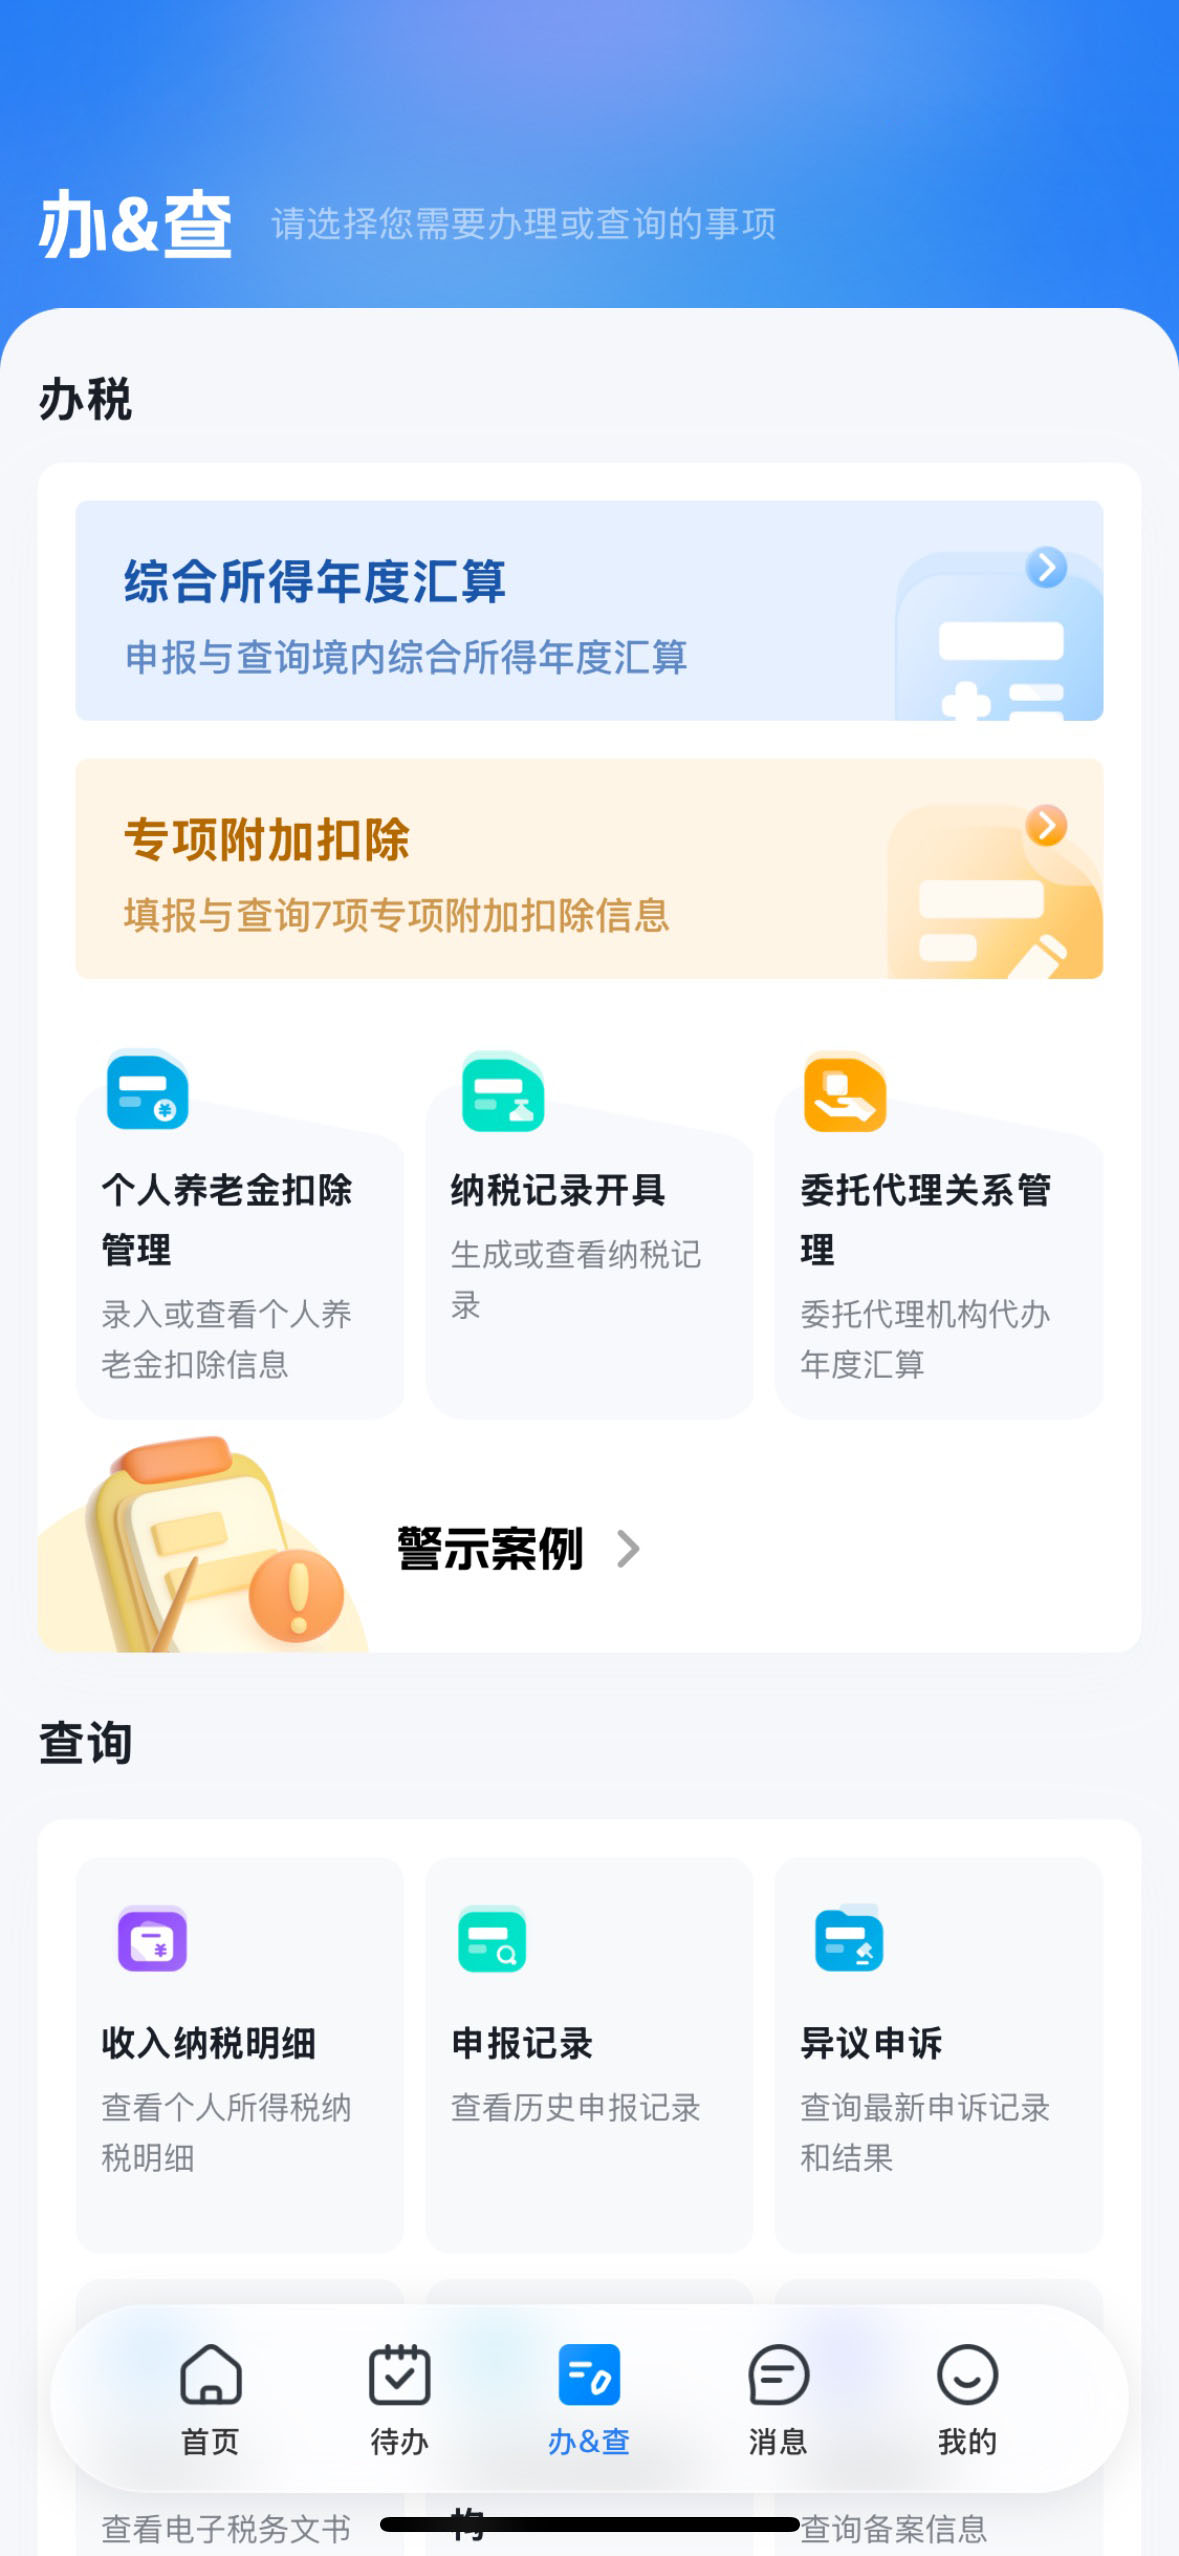 办&查 请选择您需要办理或查询的事项
办税
综合所得年度汇算
申报与查询境内综合所得年度汇算
专项附加扣除
填报与查询7项专项附加扣除信息
个人养老金扣除
管理
录入或查看个人养
老金扣除信息
纳税记录开具
生成或查看纳税记
录
委托代理关系管
理
委托代理机构代办
年度汇算
警示案例
查询
收入纳税明细
查看个人所得税纳
税明细
申报记录
查看历史申报记录
异议申诉
查询最新申诉记录
和结果
首页
待办
办&查
消息
我的
查看电子税务文书
构
查询备案信息